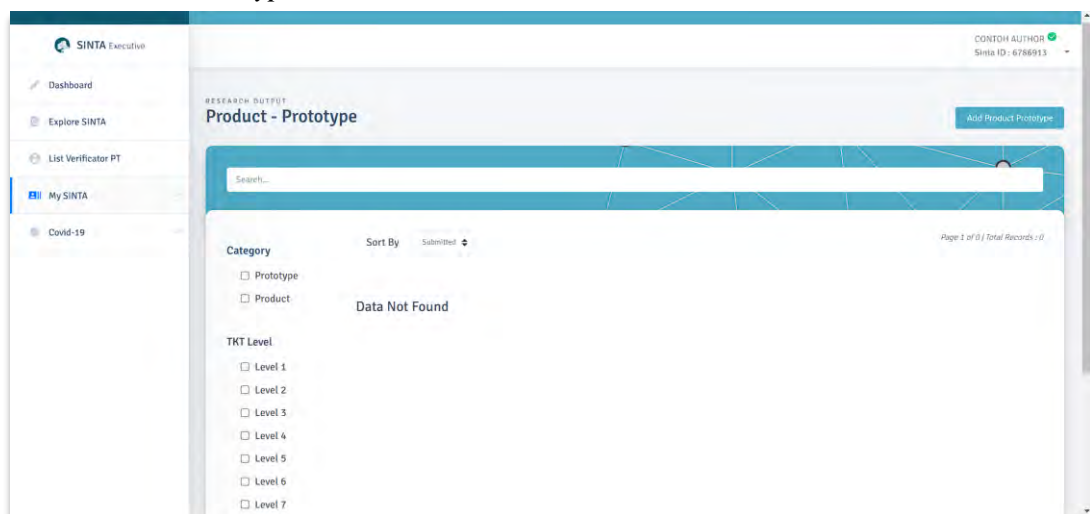 SINTA Executive
CONTOH AUTHOR
Sinta ID : 6786913
Dashboard
Explore SINTA
List Verificator PT
My SINTA
Covid-19
RESEARCH OUTPUT
Product - Prototype
Add Product Prototype
Search...
Category
Prototype
Product
TKT Level
Level 1
Level 2
Level 3
Level 4
Level 5
Level 6
Level 7
Sort By Submitted
Page 1 of 0 | Total Records : 0
Data Not Found